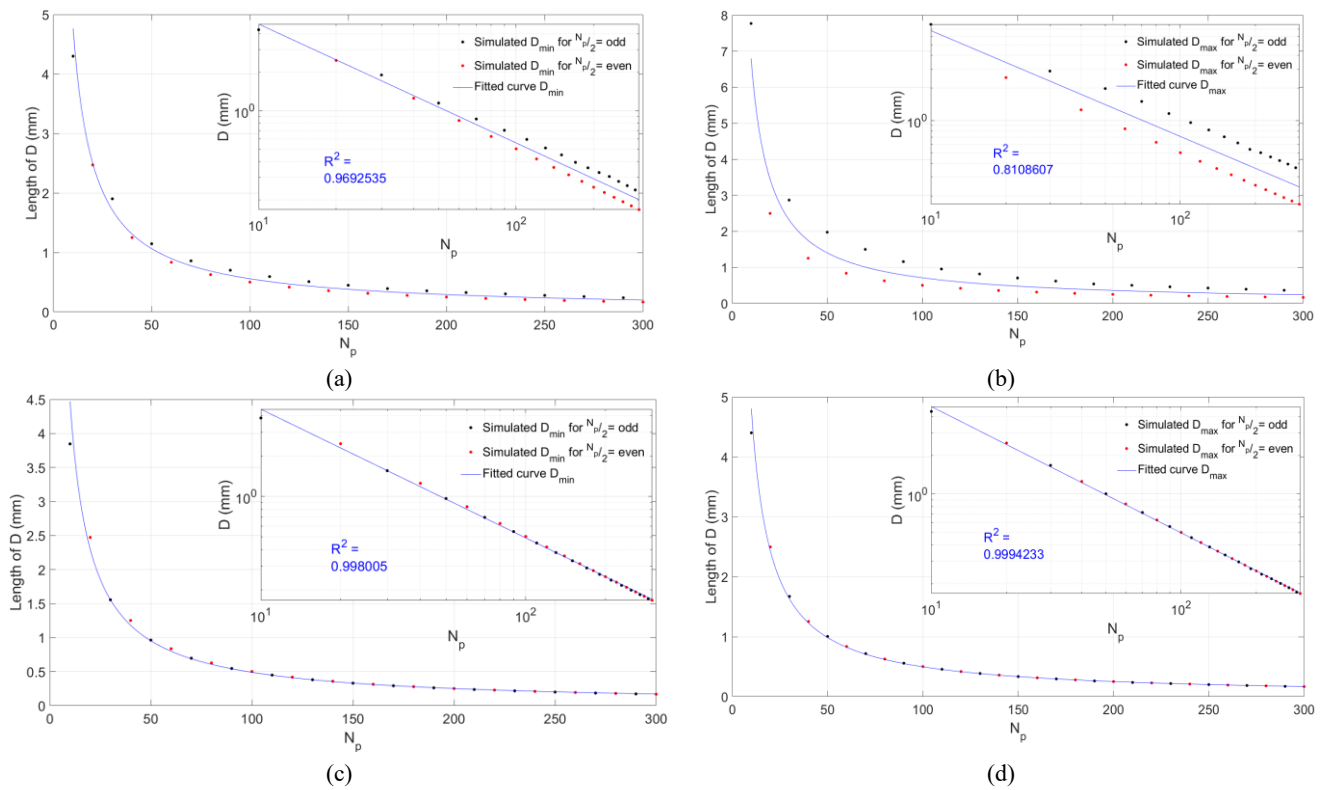 5
4
3
2
1
0
0
50
100
150
200
250
300
Length of D (mm)
N_p
D (mm)
10^0
10^1
10^2
N_p
Simulated D_min for N_p/2= odd
Simulated D_min for N_p/2= even
Fitted curve D_min
R^2 =
0.9692535
(a)
8
7
6
5
4
3
2
1
0
0
50
100
150
200
250
300
Length of D (mm)
N_p
D (mm)
10^0
10^1
10^2
N_p
Simulated D_max for N_p/2= odd
Simulated D_max for N_p/2= even
Fitted curve D_max
R^2 =
0.8108607
(b)
4.5
4
3.5
3
2.5
2
1.5
1
0.5
0
0
50
100
150
200
250
300
Length of D (mm)
N_p
D (mm)
10^0
10^1
10^2
N_p
Simulated D_min for N_p/2= odd
Simulated D_min for N_p/2= even
Fitted curve D_min
R^2 =
0.998005
(c)
5
4
3
2
1
0
0
50
100
150
200
250
300
Length of D (mm)
N_p
D (mm)
10^0
10^1
10^2
N_p
Simulated D_max for N_p/2= odd
Simulated D_max for N_p/2= even
Fitted curve D_max
R^2 =
0.9994233
(d)